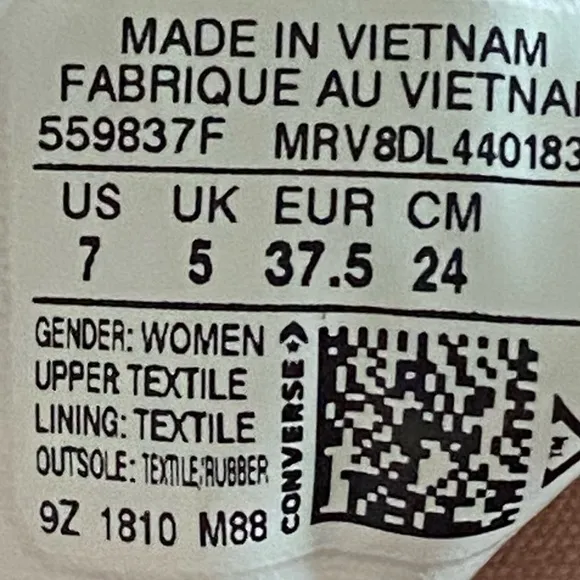 MADE IN VIETNAM
FABRIQUE AU VIETNA
559837F MRV8DL440183
US UK EUR CM
7 5 37.5 24
GENDER: WOMEN
UPPER TEXTILE
LINING: TEXTILE
OUTSOLE: TEXTILE/RUBBER
9Z 1810 M88
CONVERSE
TM